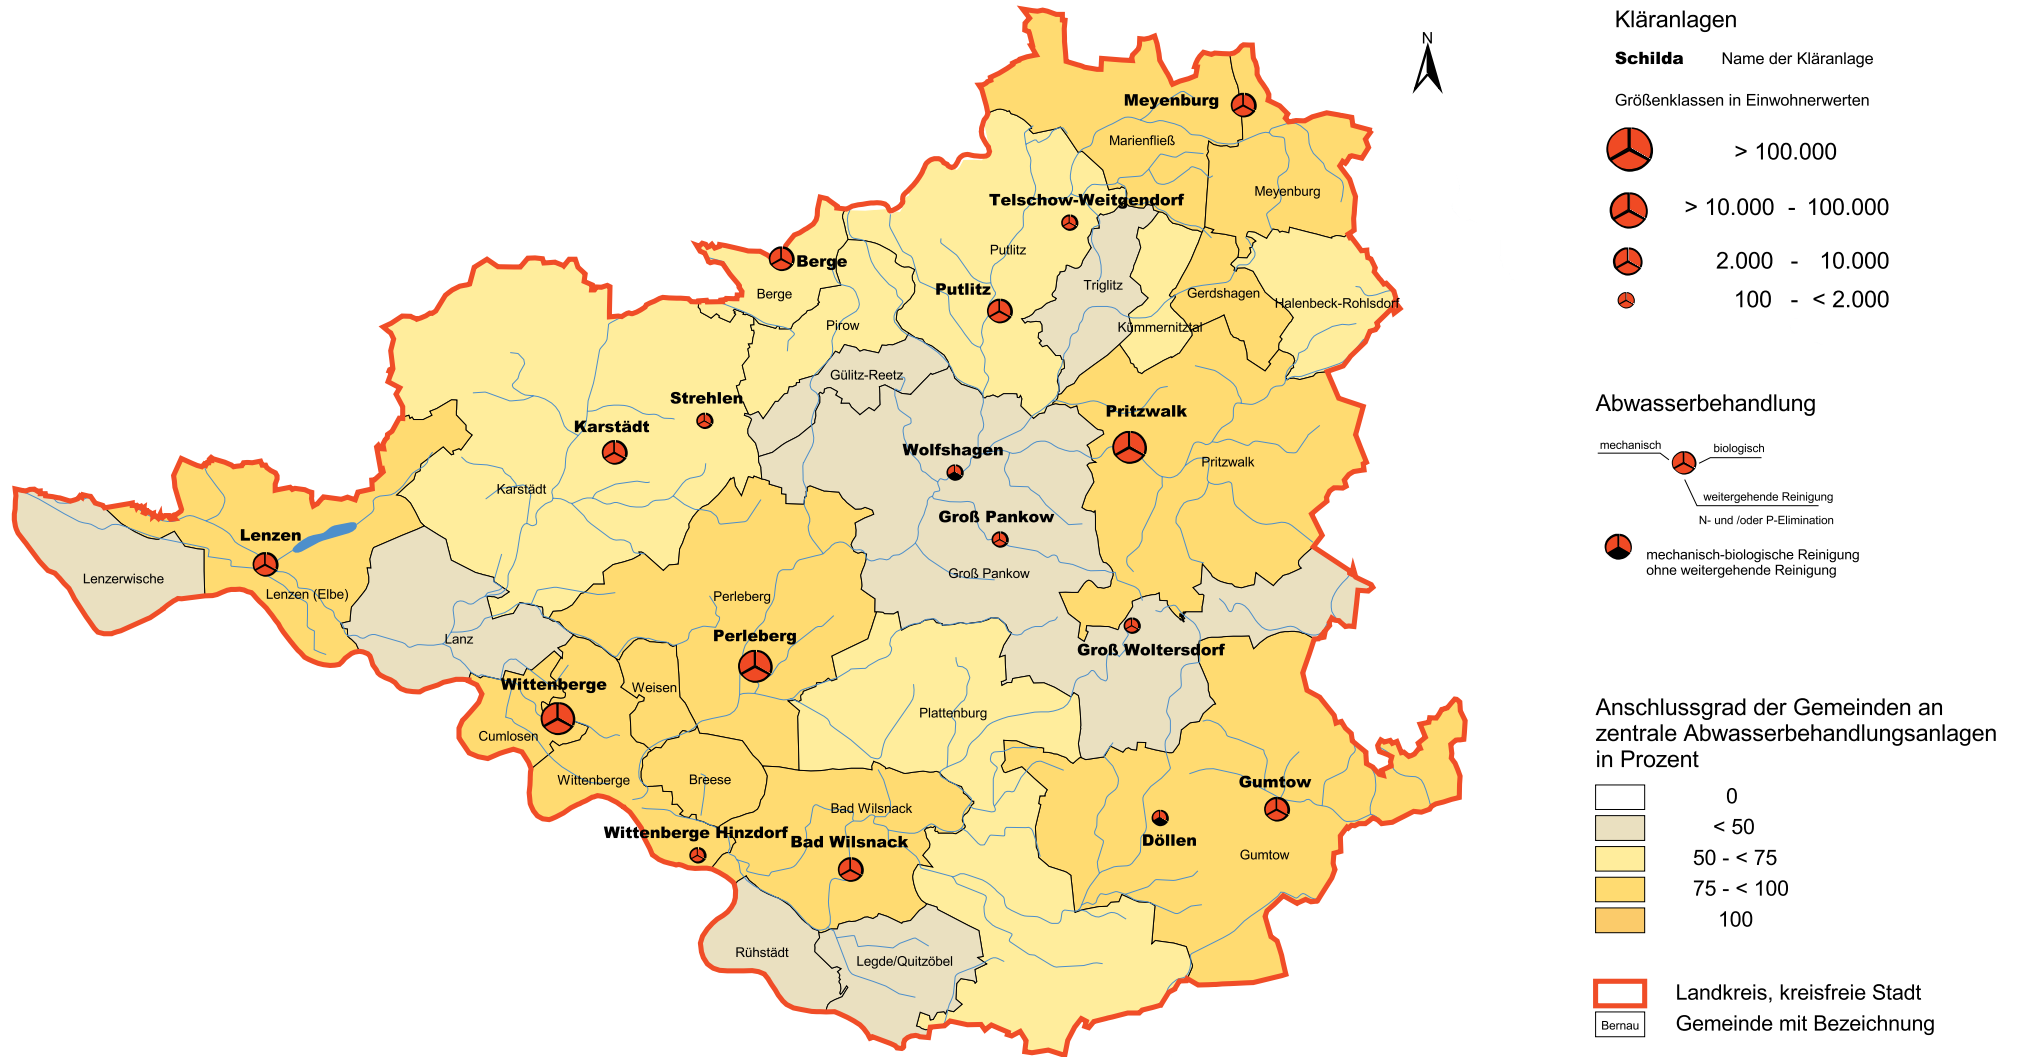 N
Meyenburg
Marienfließ
Meyenburg
Telschow-Weitgendorf
Putlitz
Berge
Berge
Putlitz
Triglitz
Gerdshagen
Halenbeck-Rohlsdorf
Pirow
Kümmernitztal
Gülitz-Reetz
Strehlen
Karstädt
Pritzwalk
Wolfshagen
Pritzwalk
Karstädt
Groß Pankow
Lenzen
Groß Pankow
Lenzerwische
Lenzen (Elbe)
Perleberg
Lanz
Perleberg
Groß Woltersdorf
Wittenberge
Weisen
Plattenburg
Cumlosen
Wittenberge
Breese
Gumtow
Bad Wilsnack
Wittenberge Hinzdorf
Bad Wilsnack
Döllen
Gumtow
Rühstädt
Legde/Quitzöbel
Kläranlagen
Schilda Name der Kläranlage
Größenklassen in Einwohnerwerten
> 100.000
> 10.000 - 100.000
2.000 - 10.000
100 - < 2.000
Abwasserbehandlung
mechanisch
biologisch
weitergehende Reinigung
N- und /oder P-Elimination
mechanisch-biologische Reinigung
ohne weitergehende Reinigung
Anschlussgrad der Gemeinden an
zentrale Abwasserbehandlungsanlagen
in Prozent
0
< 50
50 - < 75
75 - < 100
100
Landkreis, kreisfreie Stadt
Bernau Gemeinde mit Bezeichnung